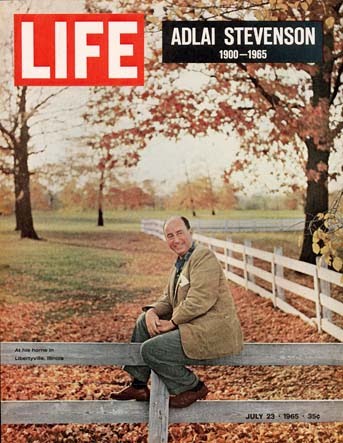 LIFE
ADLAI STEVENSON
1900—1965
At his home in
Libertyville, Illinois
JULY 23 · 1965 · 35¢